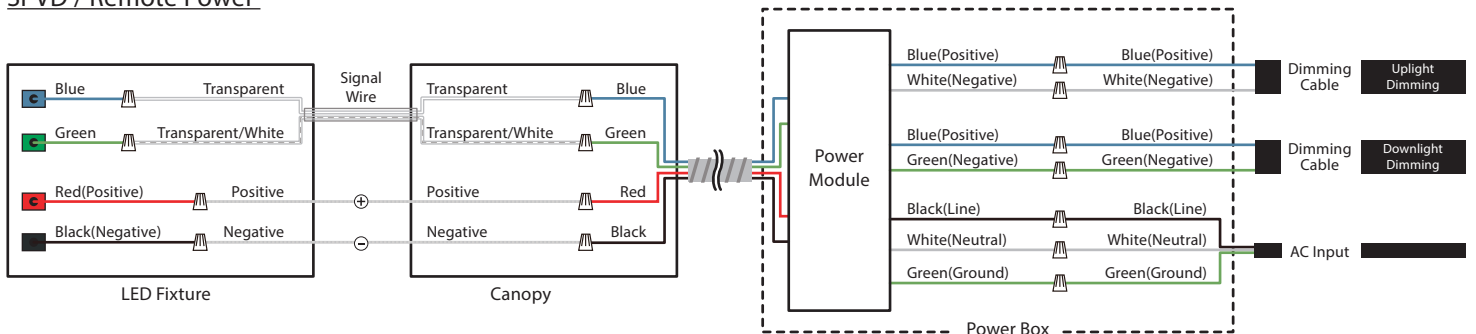 SPVD / Remote Power
Blue
Transparent
Signal
Wire
Transparent
Blue
Green
Transparent/White
Transparent/White
Green
Red(Positive)
Positive
+
Positive
Red
Black(Negative)
Negative
−
Negative
Black
LED Fixture
Canopy
Power
Module
Blue(Positive)
Blue(Positive)
White(Negative)
White(Negative)
Dimming
Cable
Uplight
Dimming
Blue(Positive)
Blue(Positive)
Green(Negative)
Green(Negative)
Dimming
Cable
Downlight
Dimming
Black(Line)
Black(Line)
White(Neutral)
White(Neutral)
AC Input
Green(Ground)
Green(Ground)
Power Box